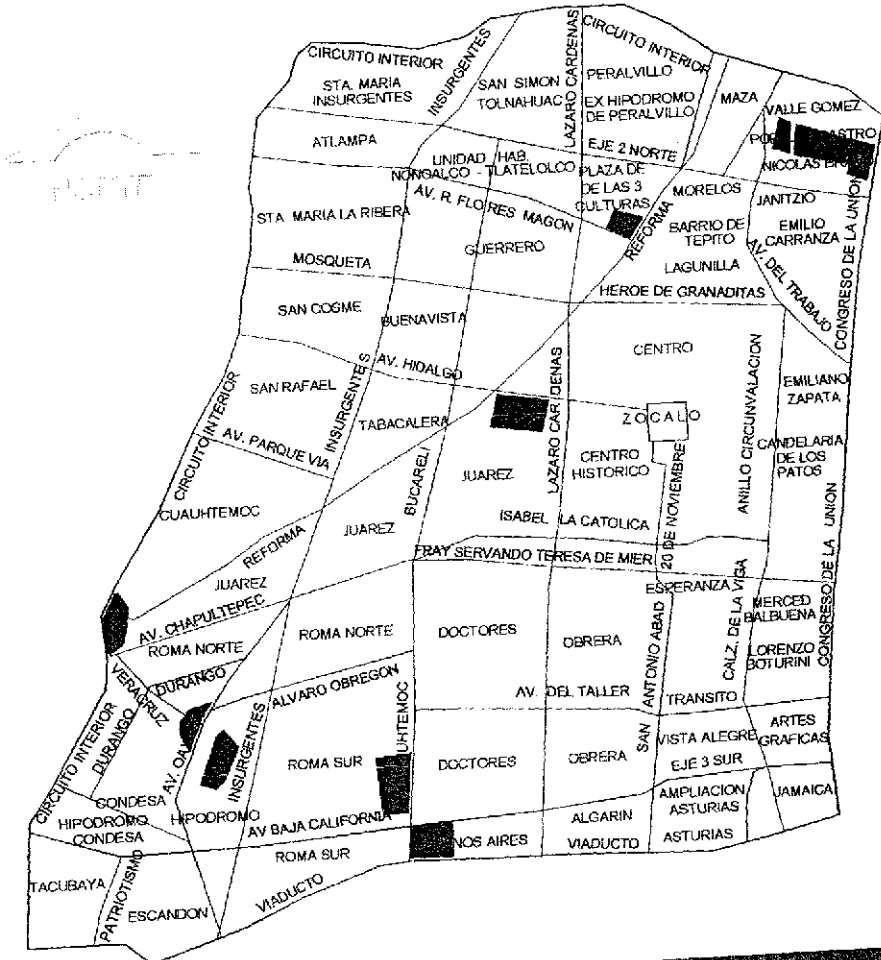 CIRCUITO INTERIOR
STA. MARIA
INSURGENTES
INSURGENTES
SAN SIMON
TOLNAHUAC
LAZARO CARDENAS
CIRCUITO INTERIOR
PERALVILLO
EX HIPODROMO
DE PERALVILLO
MAZA
VALLE GOMEZ
ATLAMPA
UNIDAD HAB.
NONOALCO - TLATELOLCO
EJE 2 NORTE
PLAZA DE
DE LAS 3
CULTURAS
NICOLAS
MORELOS
JANITZIO
STA MARIA LA RIBERA
AV. R. FLORES MAGON
GUERRERO
REFORMA
BARRIO DE
TEPITO
EMILIO
CARRANZA
MOSQUETA
LAGUNILLA
AV. DEL TRABAJO
CONGRESO DE LA UNION
HEROE DE GRANADITAS
SAN COSME
BUENAVISTA
CENTRO
AV. HIDALGO
LAZARO CARDENAS
ANILLO CIRCUNVALACION
SAN RAFAEL
INSURGENTES
EMILIANO
ZAPATA
CIRCUITO INTERIOR
TABACALERA
ZOCALO
AV. PARQUE VIA
BUCARELI
JUAREZ
CENTRO
HISTORICO
20 DE NOVIEMBRE
CANDELARIA
DE LOS
PATOS
CUAUHTEMOC
ISABEL LA CATOLICA
REFORMA
JUAREZ
FRAY SERVANDO TERESA DE MIER
CONGRESO DE LA UNION
JUAREZ
ESPERANZA
AV. CHAPULTEPEC
MERCED
BALBUENA
ROMA NORTE
ROMA NORTE
DOCTORES
OBRERA
SAN ANTONIO ABAD
CALZ. DE LA VIGA
LORENZO
BOTURINI
VERACRUZ
DURANGO
ALVARO OBREGON
AV. DEL TALLER
TRANSITO
CIRCUITO INTERIOR
DURANGO
INSURGENTES
VISTA ALEGRE
ARTES
GRAFICAS
ROMA SUR
DOCTORES
OBRERA
EJE 3 SUR
CONDESA
HIPODROMO
CONDESA
HIPODROMO
AV BAJA CALIFORNIA
ALGARIN
AMPLIACION
ASTURIAS
JAMAICA
NOS AIRES
VIADUCTO
ASTURIAS
ROMA SUR
TACUBAYA
PATRIOTISMO
ESCANDON
VIADUCTO